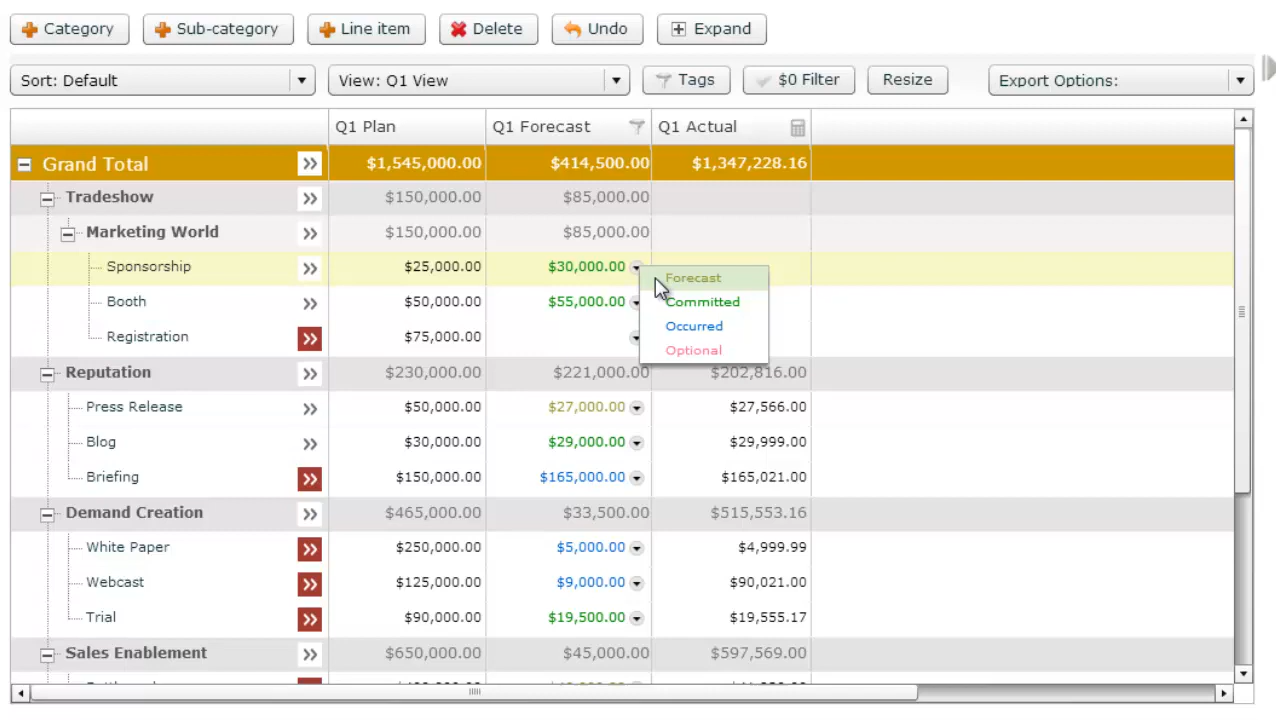 Category Sub-category Line item Delete Undo Expand
Sort: Default View: Q1 View Tags $0 Filter Resize Export Options:
Q1 Plan Q1 Forecast Q1 Actual
Grand Total $1,545,000.00 $414,500.00 $1,347,228.16
Tradeshow $150,000.00 $85,000.00
Marketing World $150,000.00 $85,000.00
Sponsorship $25,000.00 $30,000.00
Forecast
Booth $50,000.00 $55,000.00 Committed
Occurred
Registration $75,000.00
Optional
Reputation $230,000.00 $221,000.00 $202,816.00
Press Release $50,000.00 $27,000.00 $27,566.00
Blog $30,000.00 $29,000.00 $29,999.00
Briefing $150,000.00 $165,000.00 $165,021.00
Demand Creation $465,000.00 $33,500.00 $515,553.16
White Paper $250,000.00 $5,000.00 $4,999.99
Webcast $125,000.00 $9,000.00 $90,021.00
Trial $90,000.00 $19,500.00 $19,555.17
Sales Enablement $650,000.00 $45,000.00 $597,569.00